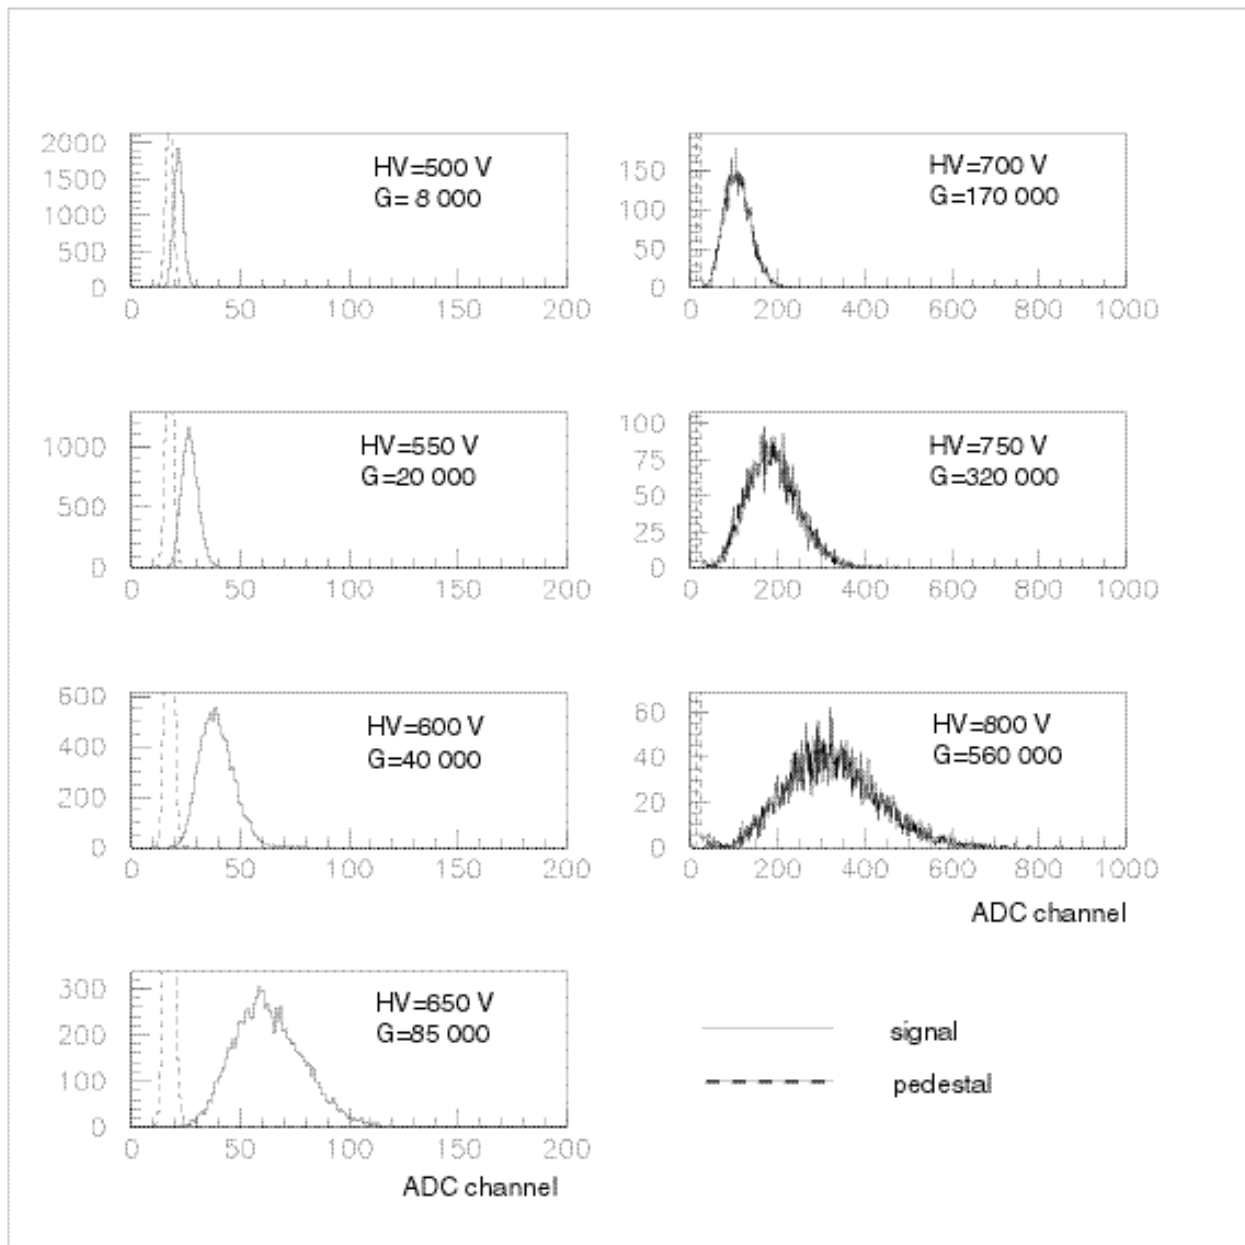 2000
1500
1000
500
0
HV=500 V
G= 8 000
0 50 100 150 200
150
100
50
0
HV=700 V
G=170 000
0 200 400 600 800 1000
1000
500
0
HV=550 V
G=20 000
0 50 100 150 200
100
75
50
25
0
HV=750 V
G=320 000
0 200 400 600 800 1000
600
400
200
0
HV=600 V
G=40 000
0 50 100 150 200
60
40
20
0
HV=800 V
G=560 000
0 200 400 600 800 1000
ADC channel
300
200
100
0
HV=650 V
G=85 000
0 50 100 150 200
ADC channel
signal
pedestal